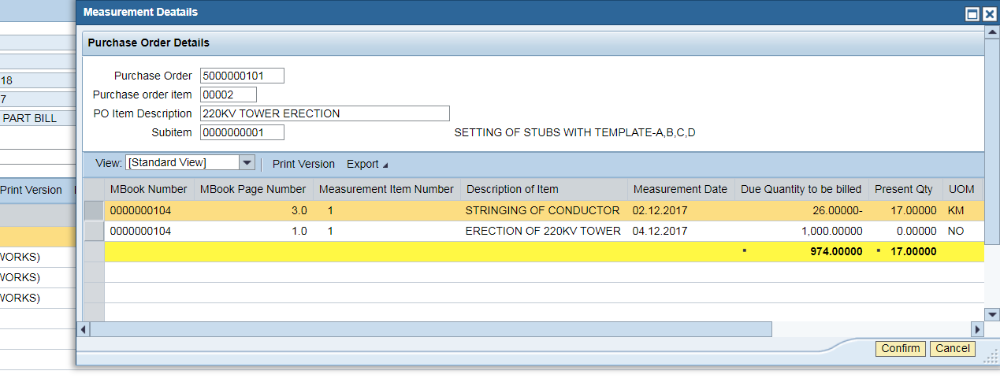 Measurement Deatails
Purchase Order Details
18
Purchase Order 5000000101
7
Purchase order item 00002
PART BILL
PO Item Description 220KV TOWER ERECTION
Subitem 0000000001 SETTING OF STUBS WITH TEMPLATE-A,B,C,D
View: [Standard View] Print Version Export
Print Version
MBook Number MBook Page Number Measurement Item Number Description of Item Measurement Date Due Quantity to be billed Present Qty UOM
0000000104 3.0 1 STRINGING OF CONDUCTOR 02.12.2017 26.00000- 17.00000 KM
0000000104 1.0 1 ERECTION OF 220KV TOWER 04.12.2017 1,000.00000 0.00000 NO
974.00000 17.00000
WORKS)
WORKS)
WORKS)
Confirm Cancel